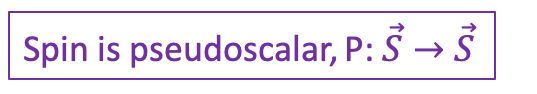 Spin is pseudoscalar, P: S⃗ → S⃗